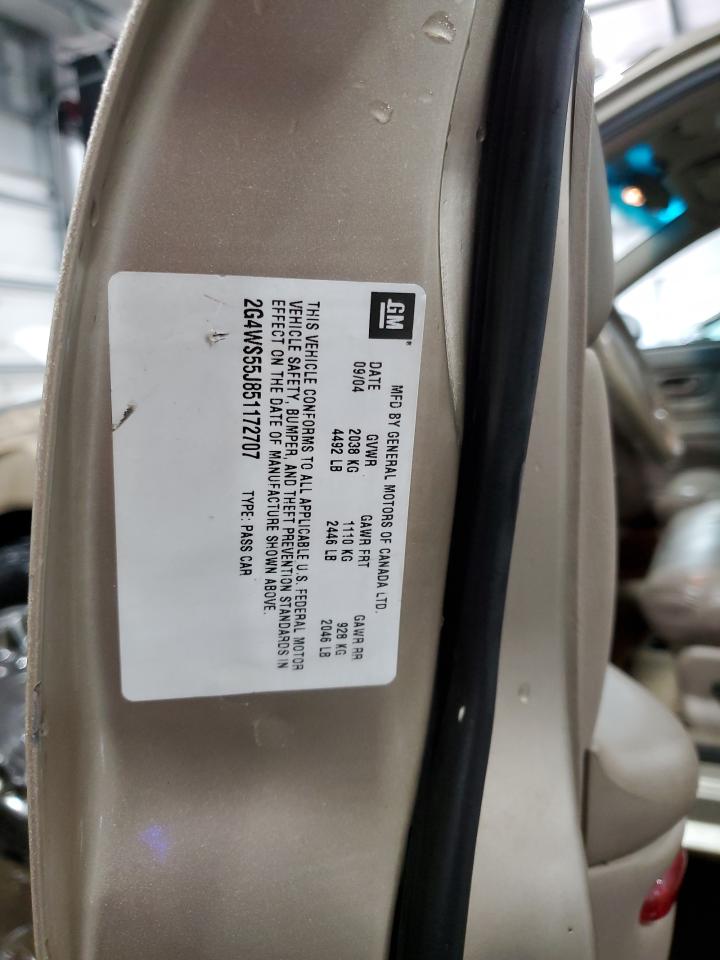 GM
MFD BY GENERAL MOTORS OF CANADA LTD.
DATE GVWR GAWR FRT GAWR RR
09/04 2038 KG 1110 KG 928 KG
4492 LB 2446 LB 2046 LB
THIS VEHICLE CONFORMS TO ALL APPLICABLE U.S. FEDERAL MOTOR
VEHICLE SAFETY, BUMPER, AND THEFT PREVENTION STANDARDS IN
EFFECT ON THE DATE OF MANUFACTURE SHOWN ABOVE.
2G4WS55J851172707 TYPE: PASS CAR